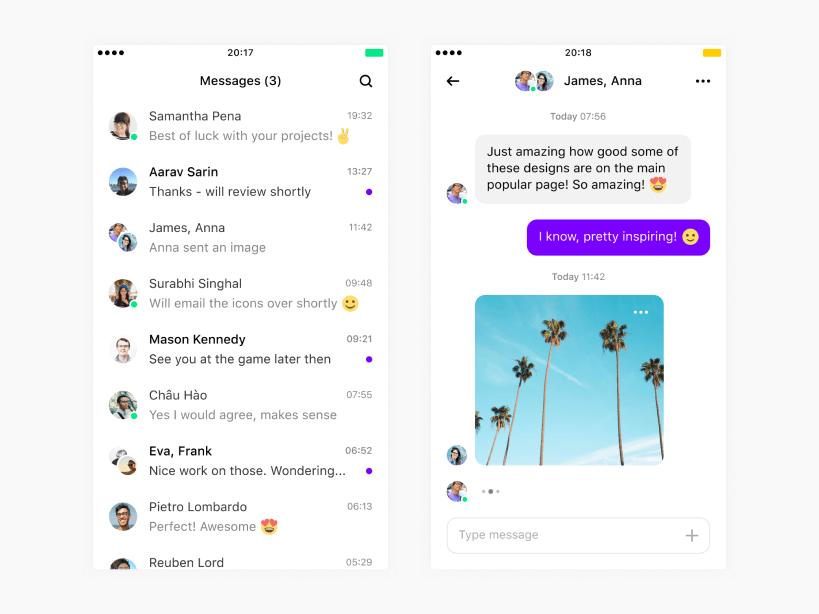 20:17
Messages (3)
Samantha Pena 19:32
Best of luck with your projects! ✌️
Aarav Sarin 13:27
Thanks - will review shortly
James, Anna 11:42
Anna sent an image
Surabhi Singhal 09:48
Will email the icons over shortly 🙂
Mason Kennedy 09:21
See you at the game later then
Châu Hào 07:55
Yes I would agree, makes sense
Eva, Frank 06:52
Nice work on those. Wondering...
Pietro Lombardo 06:13
Perfect! Awesome 😍
Reuben Lord 05:29
20:18
James, Anna
Today 07:56
Just amazing how good some of
these designs are on the main
popular page! So amazing! 😍
I know, pretty inspiring! 🙂
Today 11:42
Type message